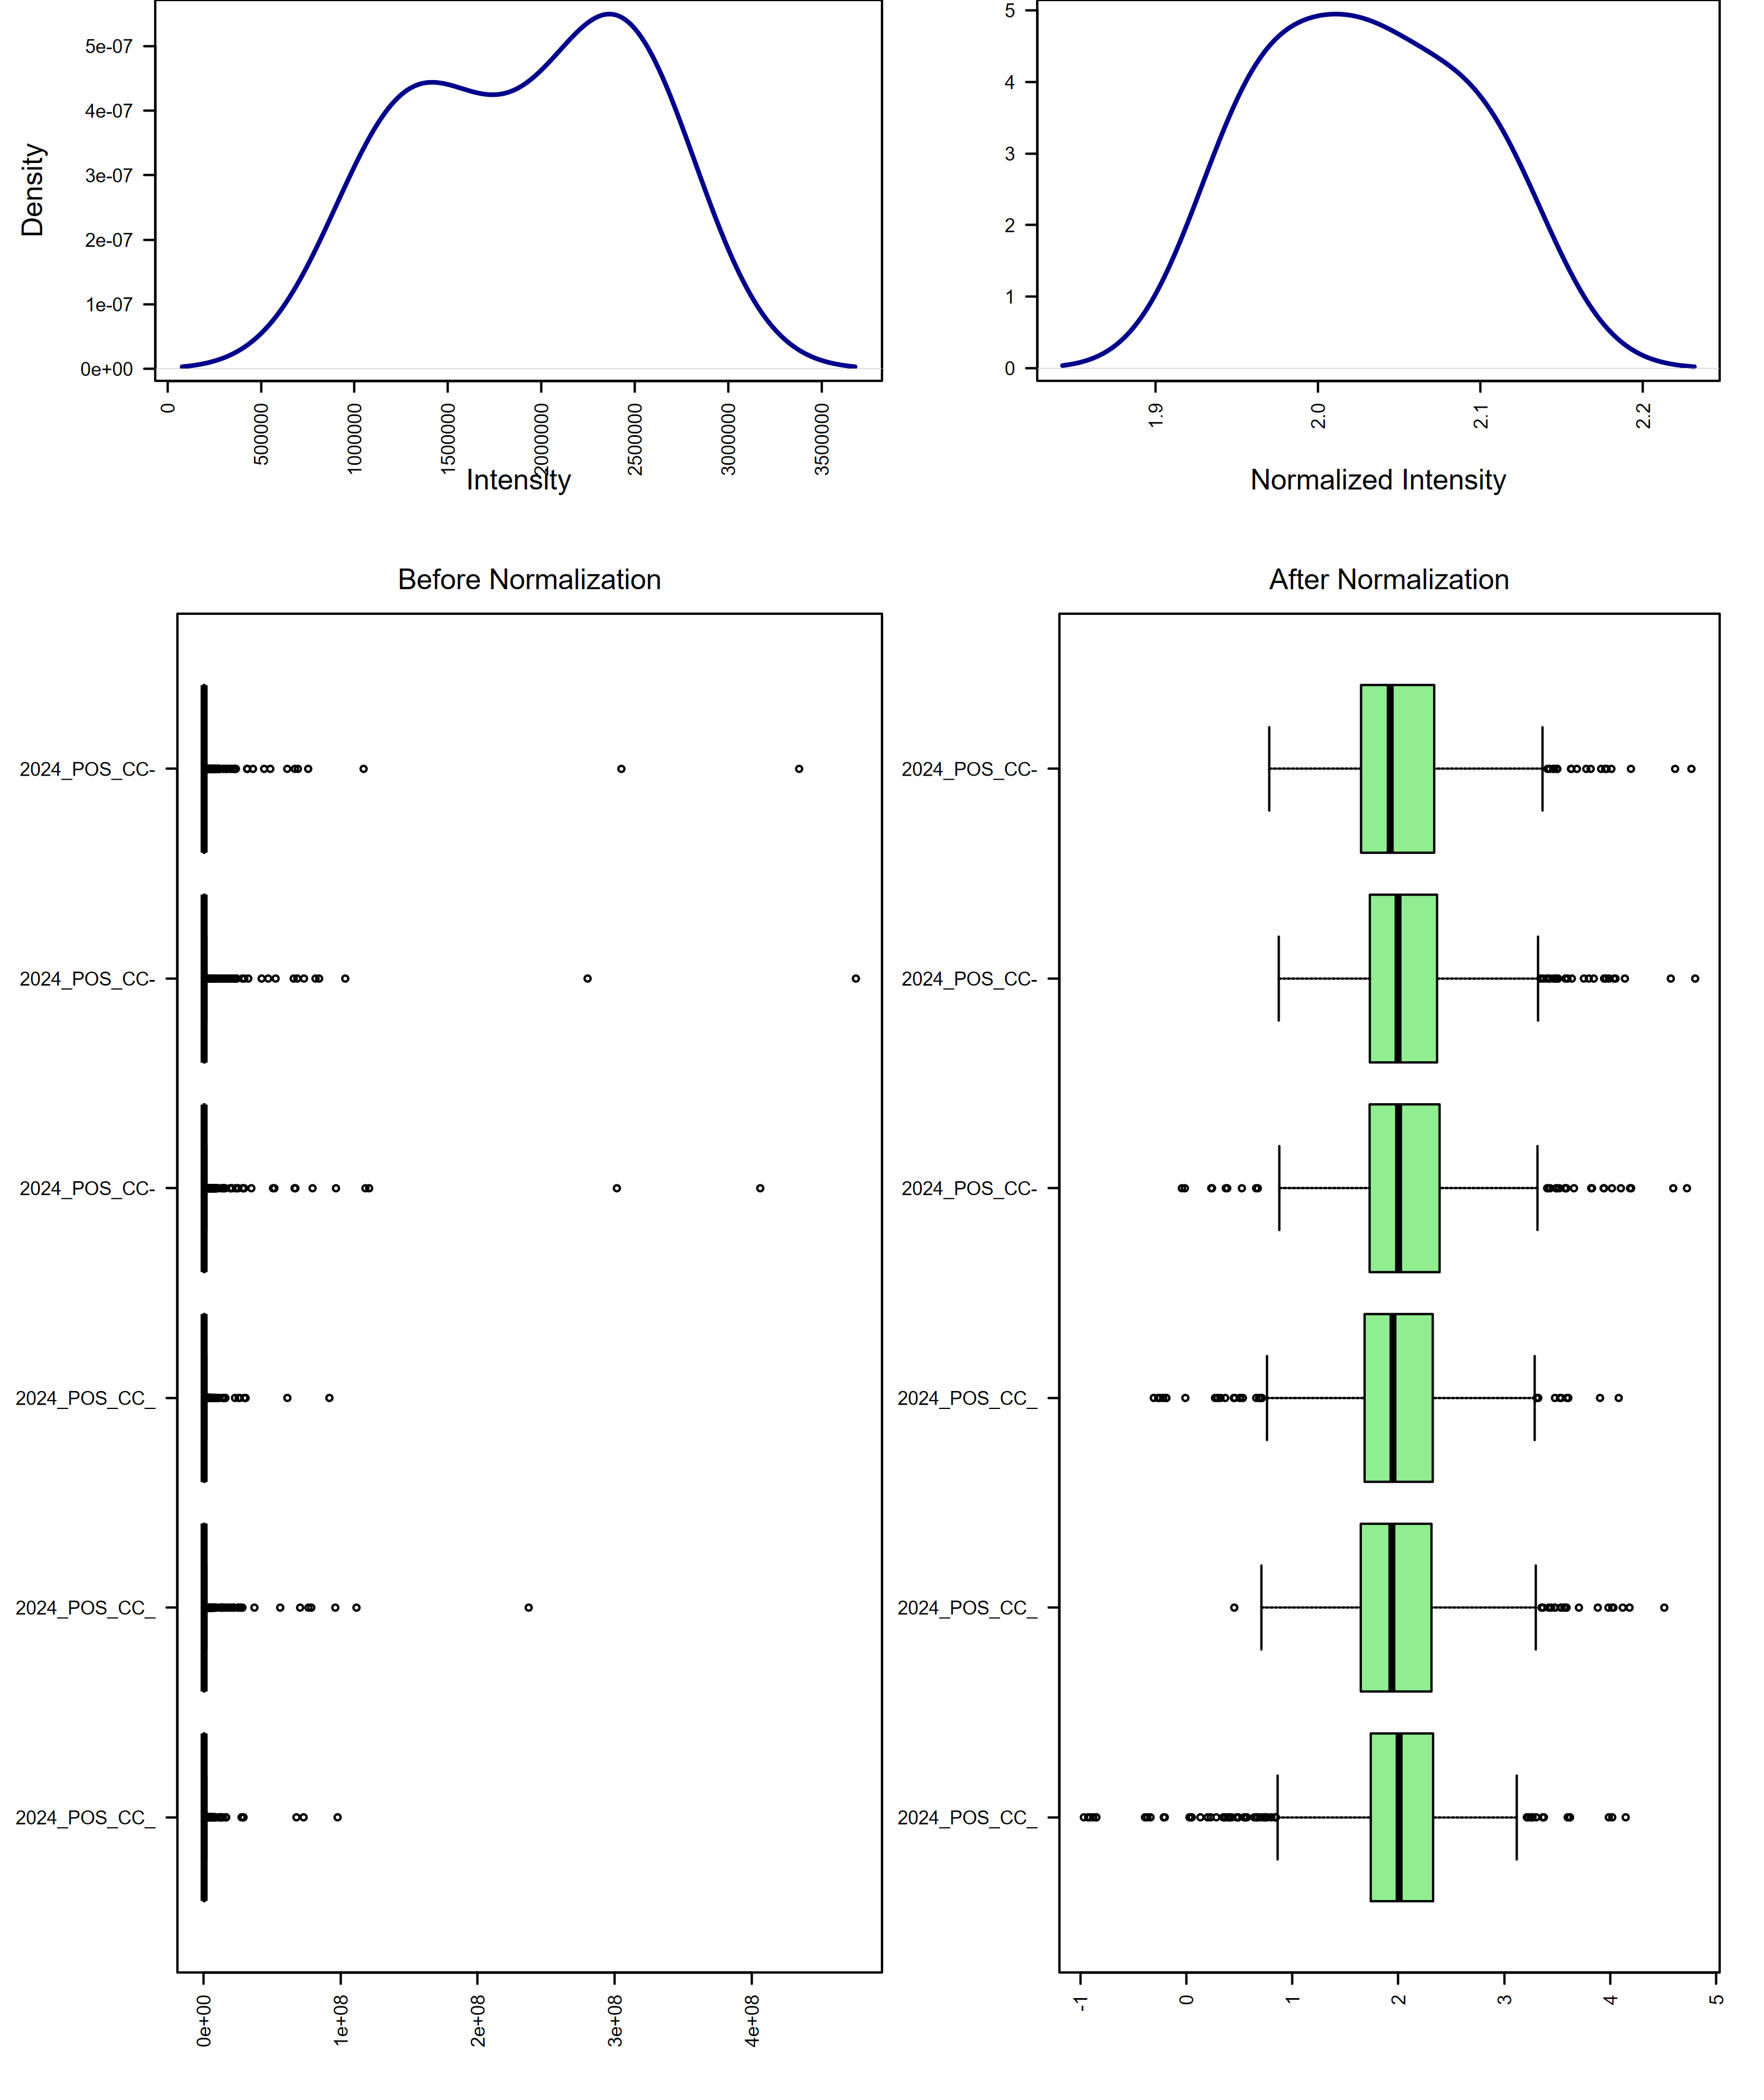 Density
5e-07
4e-07
3e-07
2e-07
1e-07
0e+00
0
500000
1000000
1500000
2000000
2500000
3000000
3500000
Intensity
5
4
3
2
1
0
1.9
2.0
2.1
2.2
Normalized Intensity
Before Normalization
2024_POS_CC-
2024_POS_CC-
2024_POS_CC-
2024_POS_CC_
2024_POS_CC_
2024_POS_CC_
0e+00
1e+08
2e+08
3e+08
4e+08
After Normalization
2024_POS_CC-
2024_POS_CC-
2024_POS_CC-
2024_POS_CC_
2024_POS_CC_
2024_POS_CC_
-1
0
1
2
3
4
5